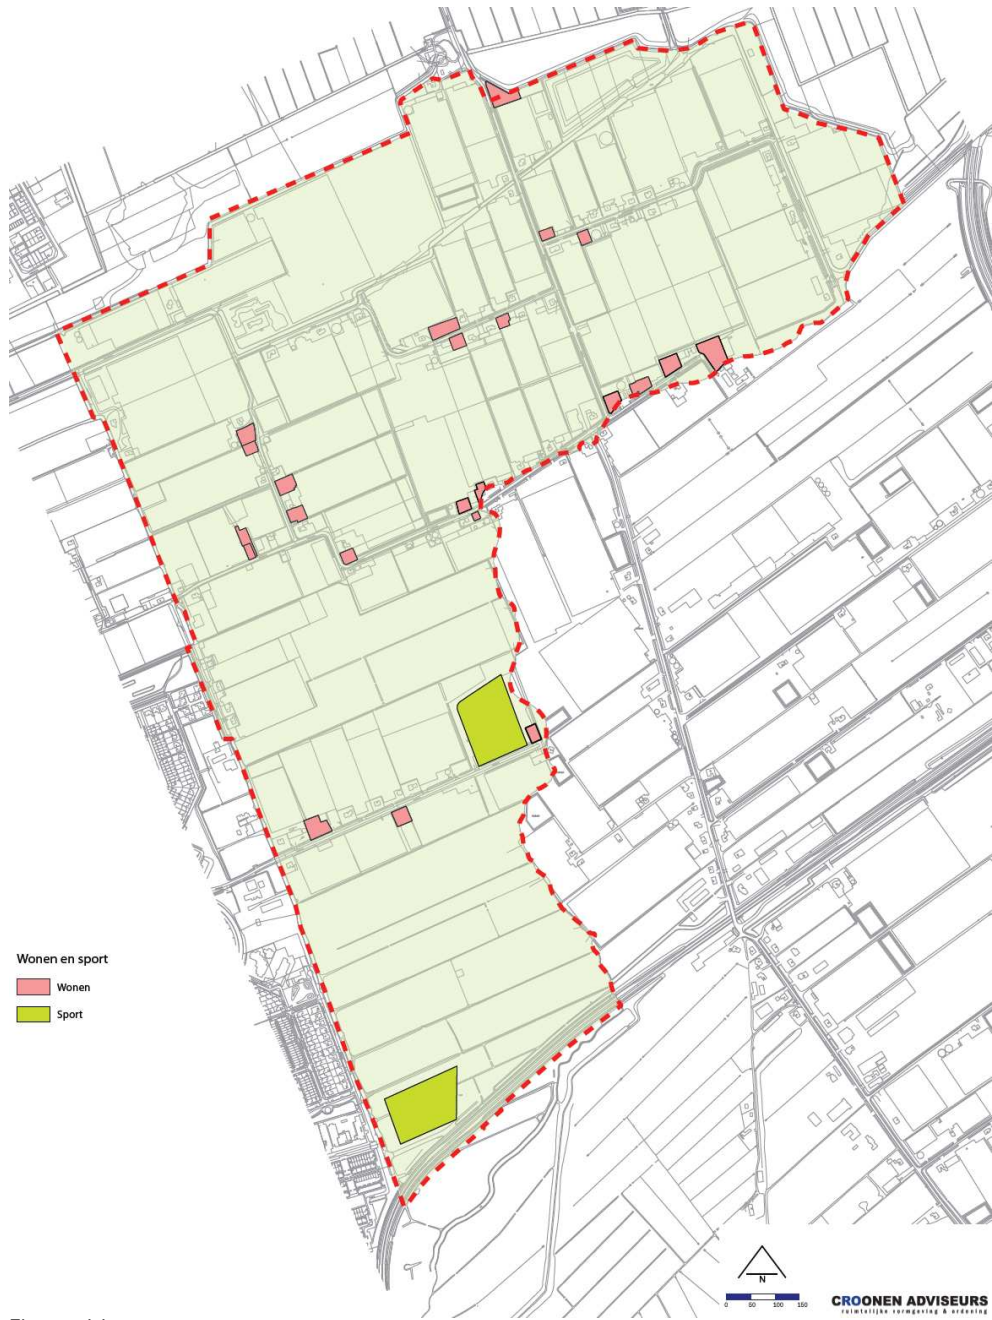 Wonen en sport
Wonen
Sport
N
0 50 100 150
CROONEN ADVISEURS
ruimtelijke vormgeving & ordening